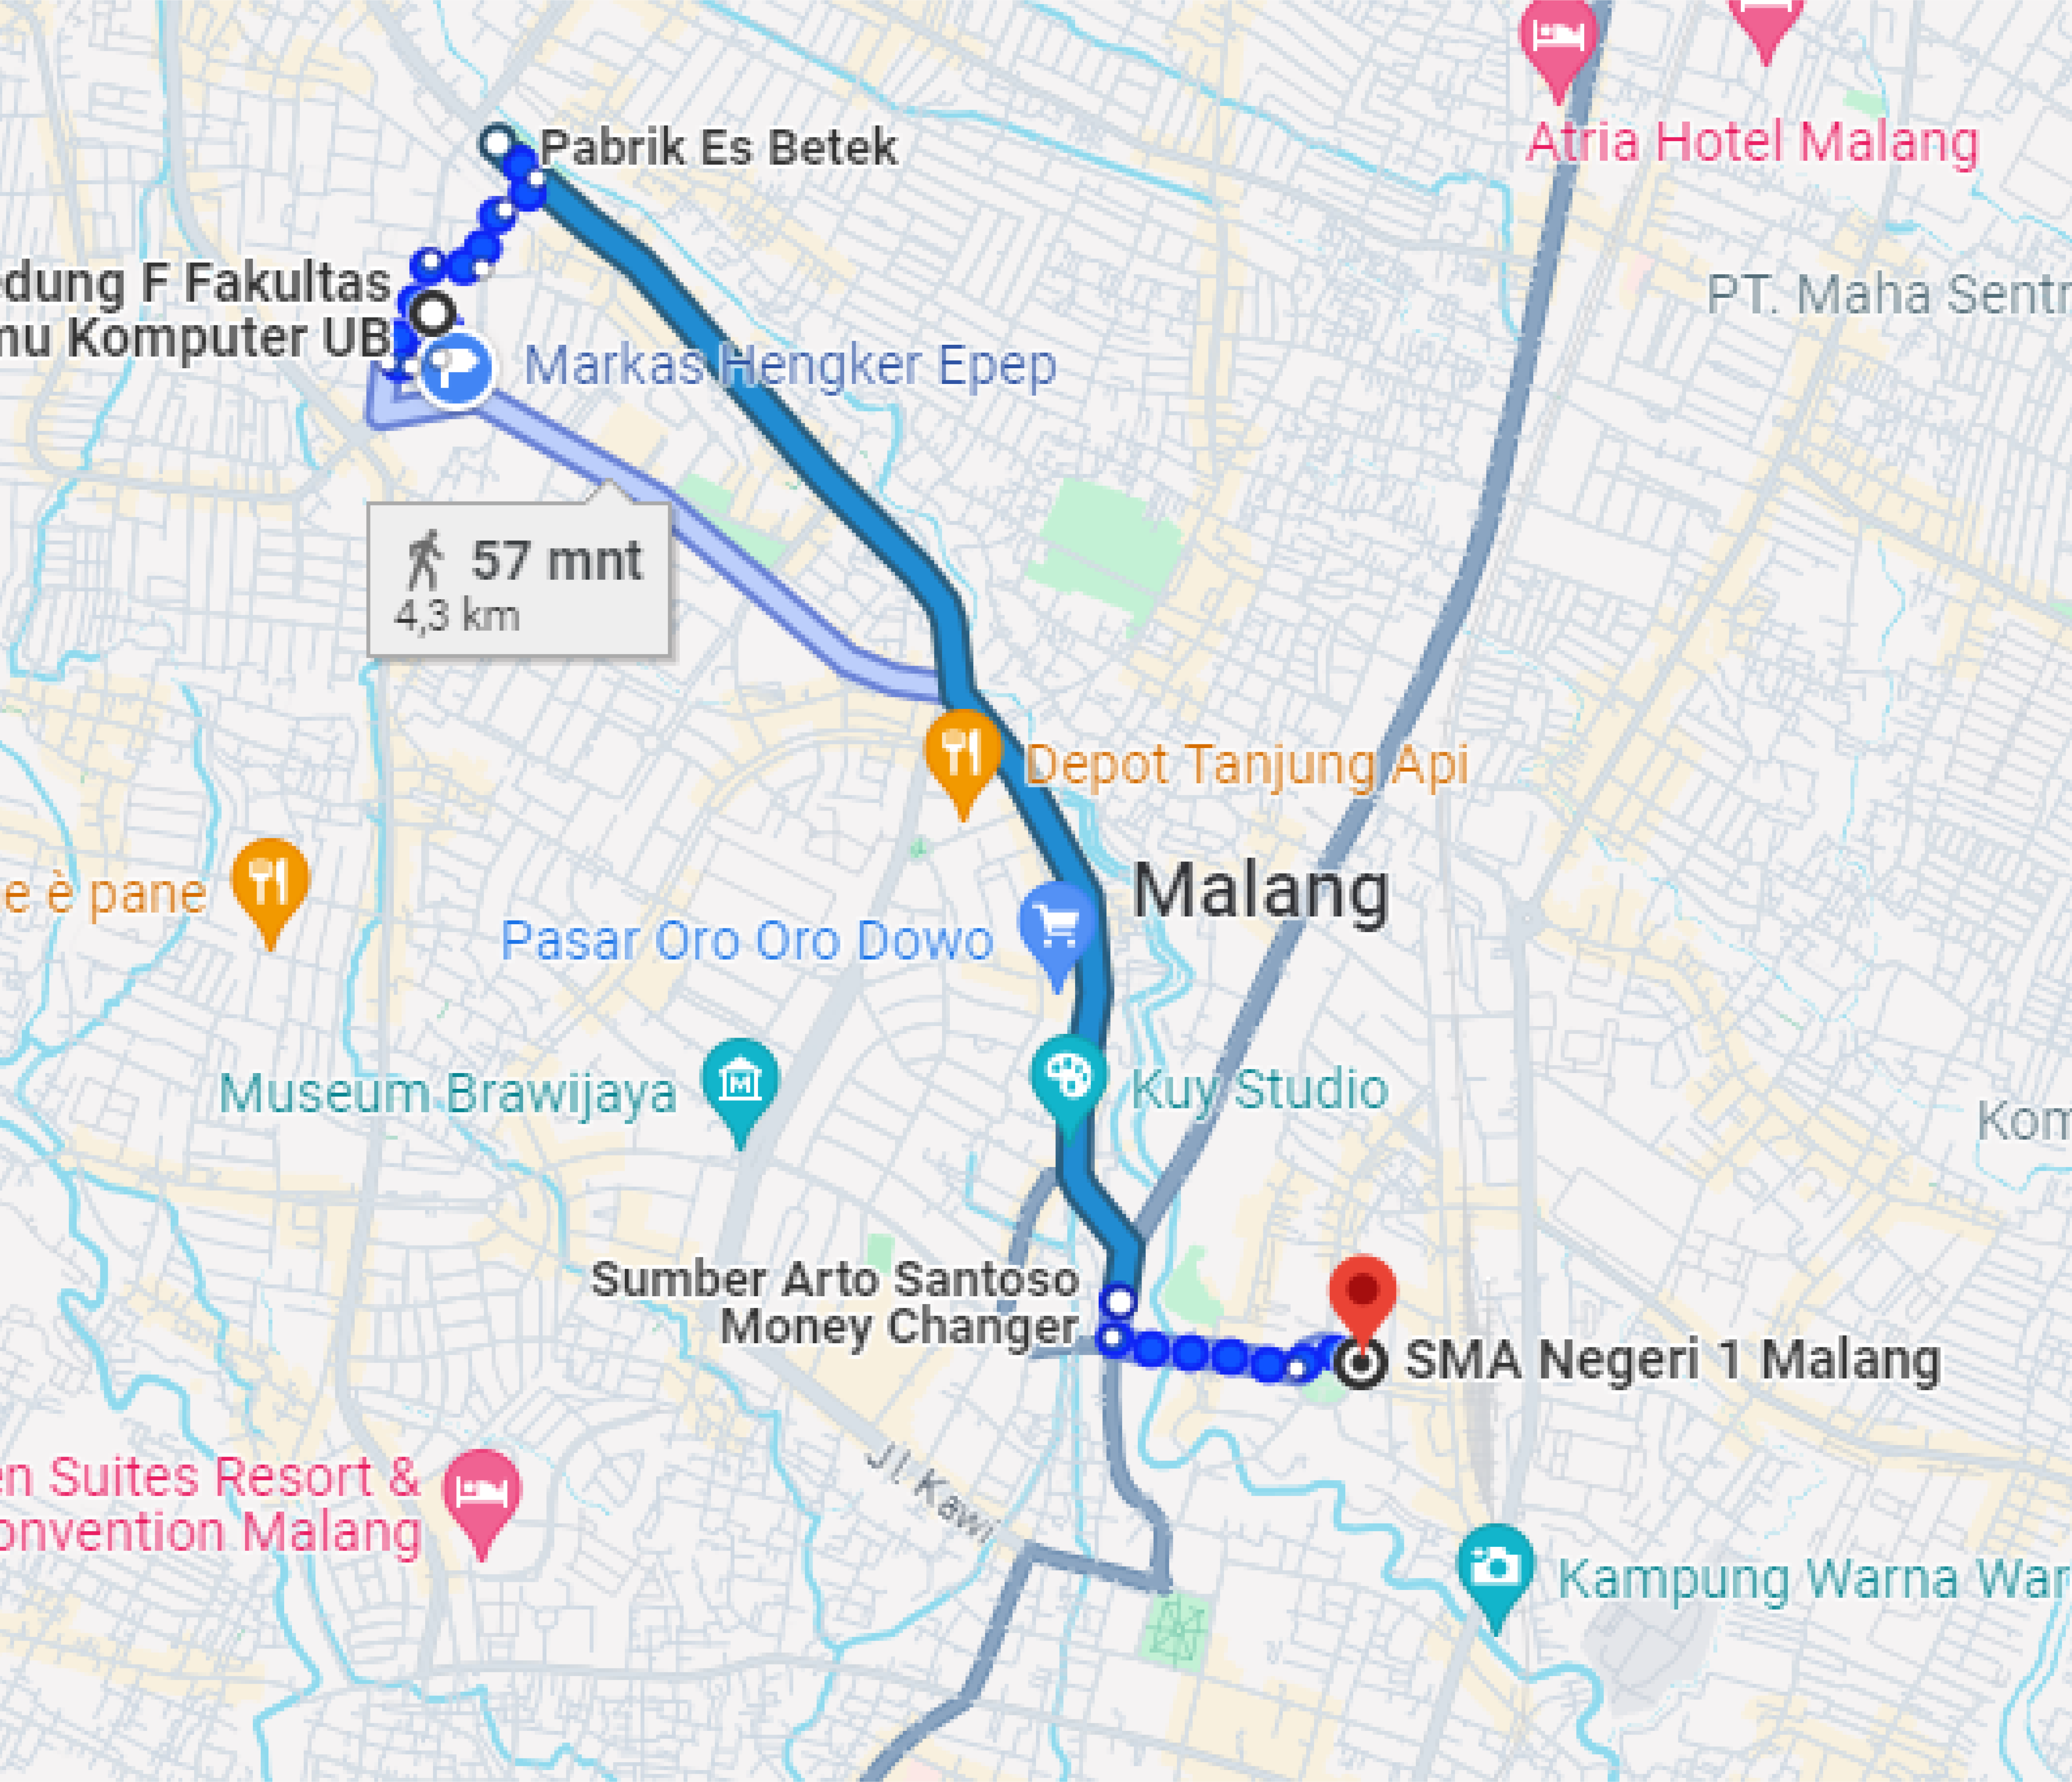 Atria Hotel Malang
Pabrik Es Betek
edung F Fakultas
mu Komputer UB
PT. Maha Sentr
Markas Hengker Epep
57 mnt
4,3 km
Depot Tanjung Api
e è pane
Malang
Pasar Oro Oro Dowo
Museum Brawijaya
Kuy Studio
Kom
Sumber Arto Santoso
Money Changer
SMA Negeri 1 Malang
Jl. Kawi
en Suites Resort &
onvention Malang
Kampung Warna War